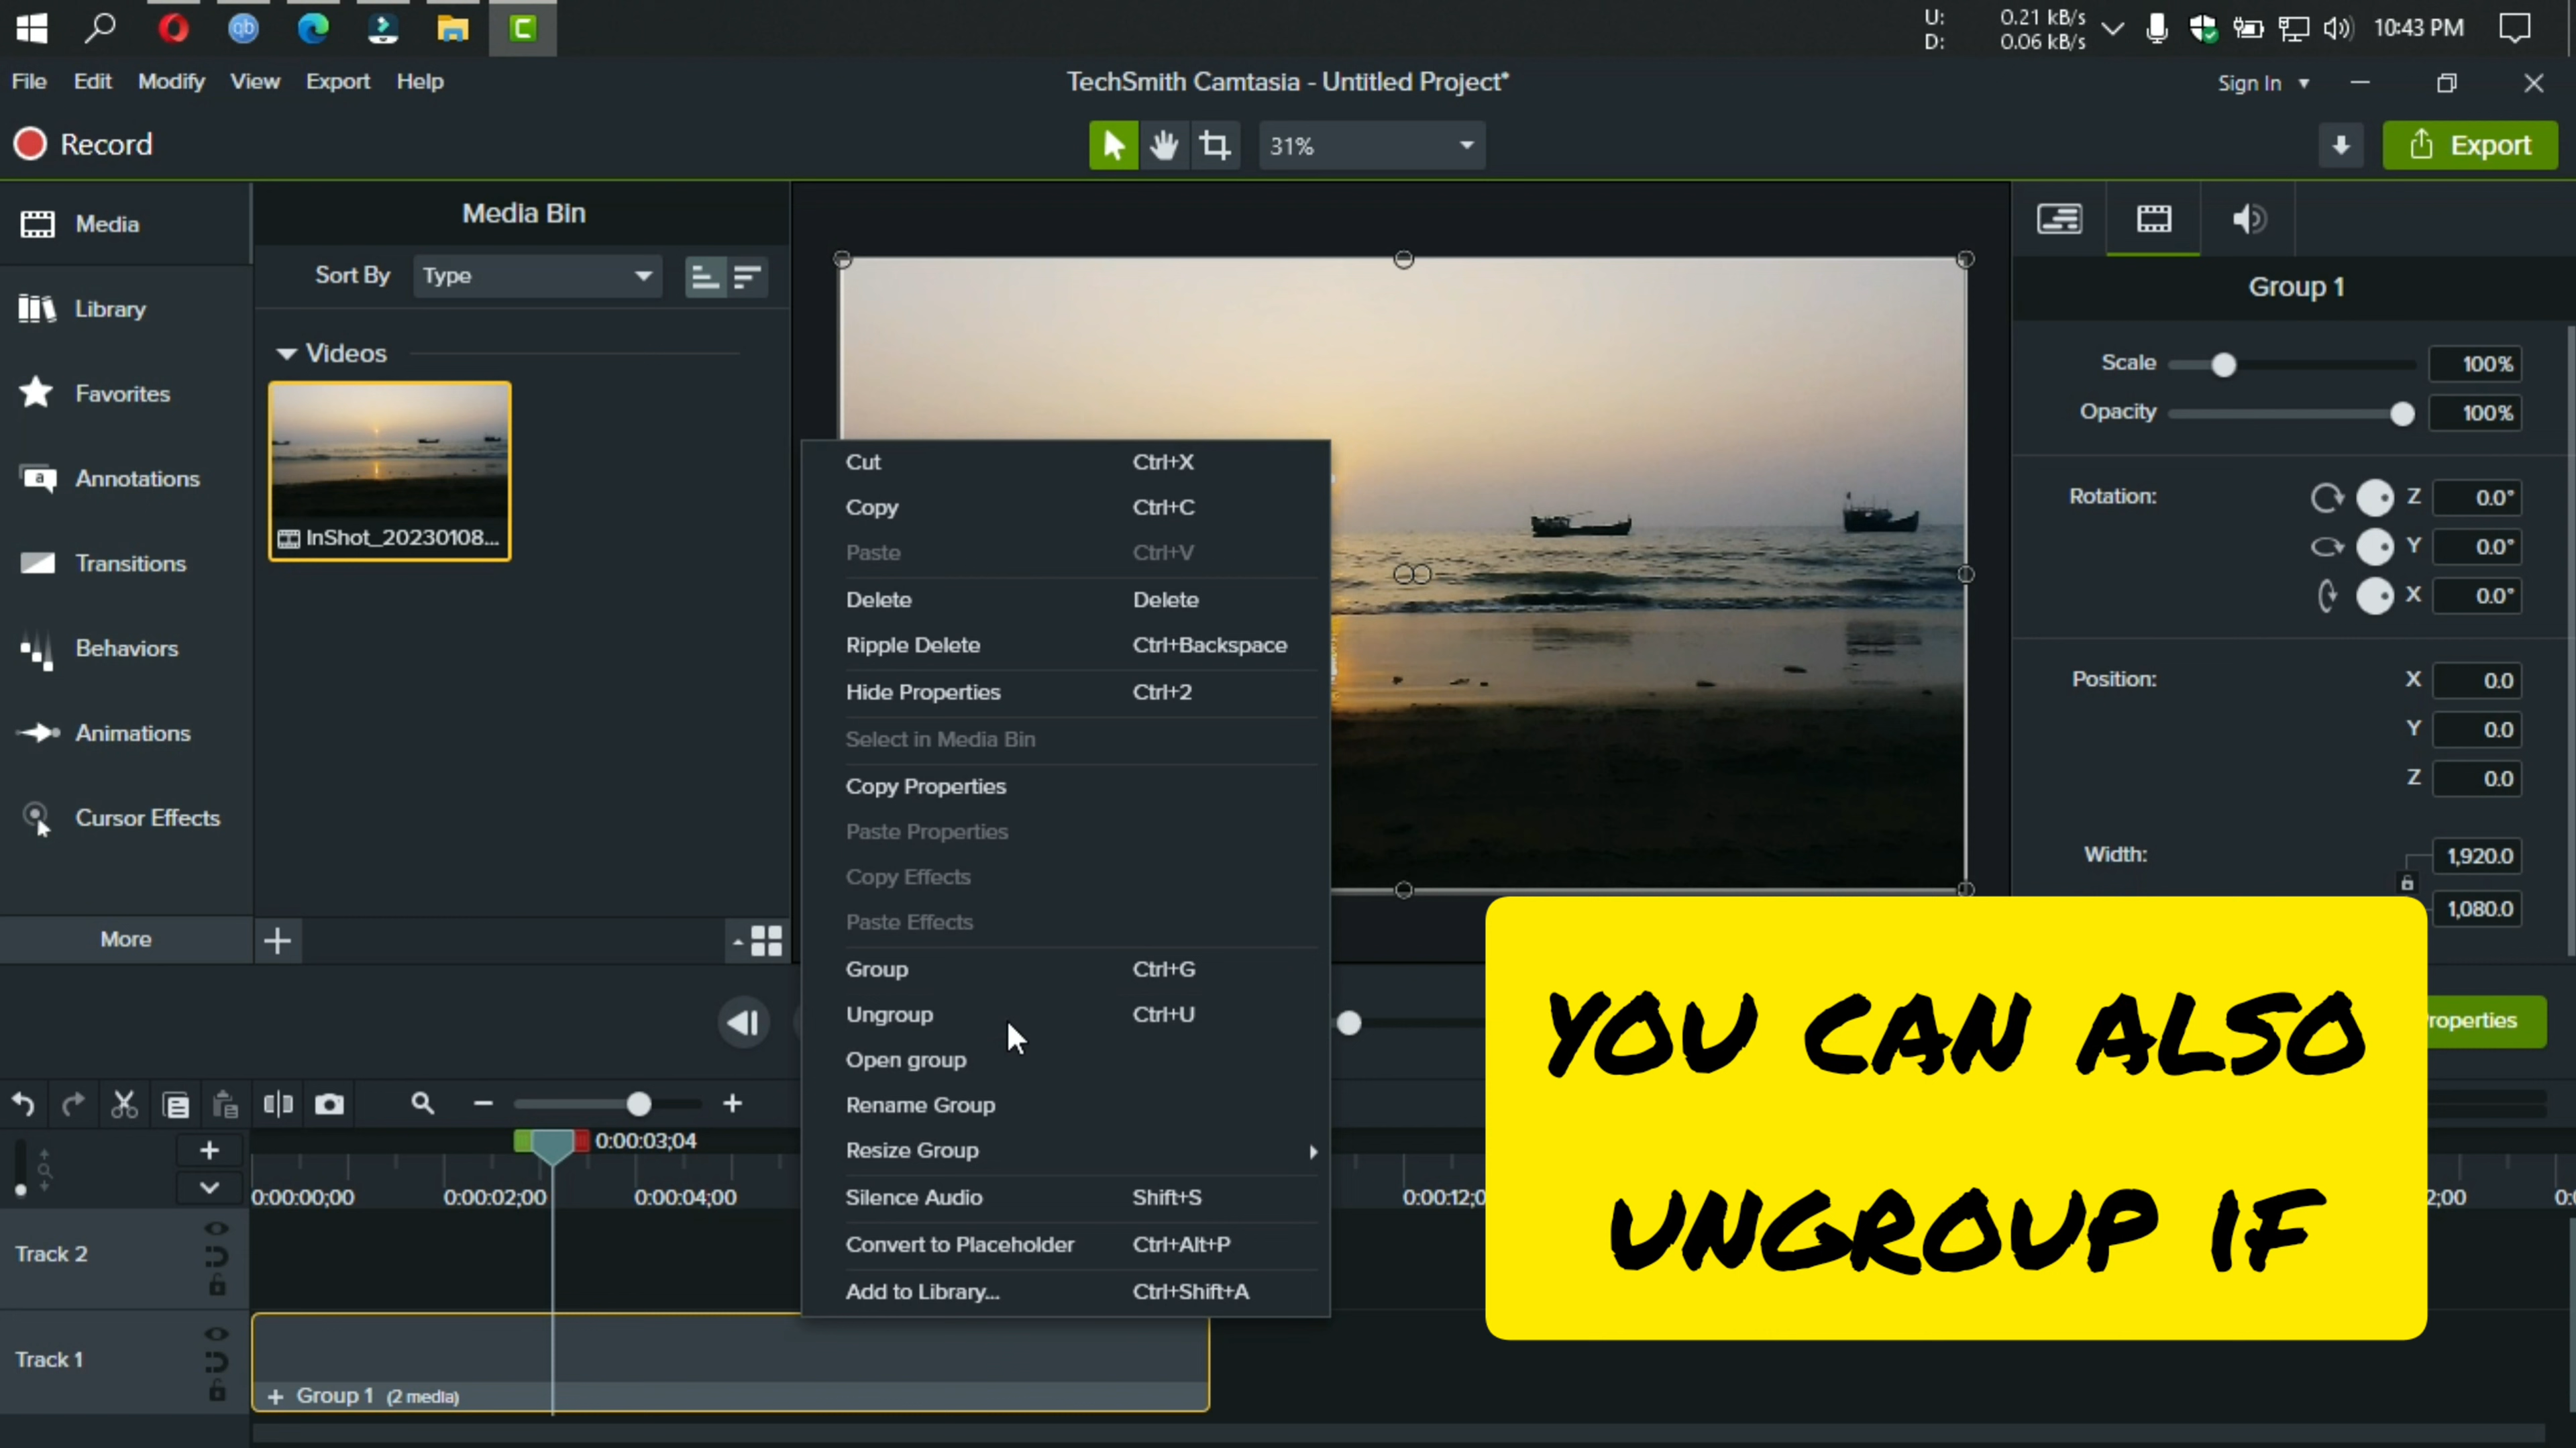 U: 0.21 kB/s
D: 0.06 kB/s
10:43 PM
File Edit Modify View Export Help
TechSmith Camtasia - Untitled Project*
Sign In
Record
31%
Export
Media
Media Bin
Sort By Type
Library
Videos
InShot_20230108...
Favorites
Annotations
Transitions
Behaviors
Animations
Cursor Effects
More
Group 1
Scale 100%
Opacity 100%
Rotation: Z 0.0°
Y 0.0°
X 0.0°
Position: X 0.0
Y 0.0
Z 0.0
Width: 1,920.0
1,080.0
roperties
Cut Ctrl+X
Copy Ctrl+C
Paste Ctrl+V
Delete Delete
Ripple Delete Ctrl+Backspace
Hide Properties Ctrl+2
Select in Media Bin
Copy Properties
Paste Properties
Copy Effects
Paste Effects
Group Ctrl+G
Ungroup Ctrl+U
Open group
Rename Group
Resize Group
Silence Audio Shift+S
Convert to Placeholder Ctrl+Alt+P
Add to Library... Ctrl+Shift+A
YOU CAN ALSO
UNGROUP IF
0:00:03;04
0:00:00;00 0:00:02;00 0:00:04;00
Track 2
Track 1
Group 1 (2 media)